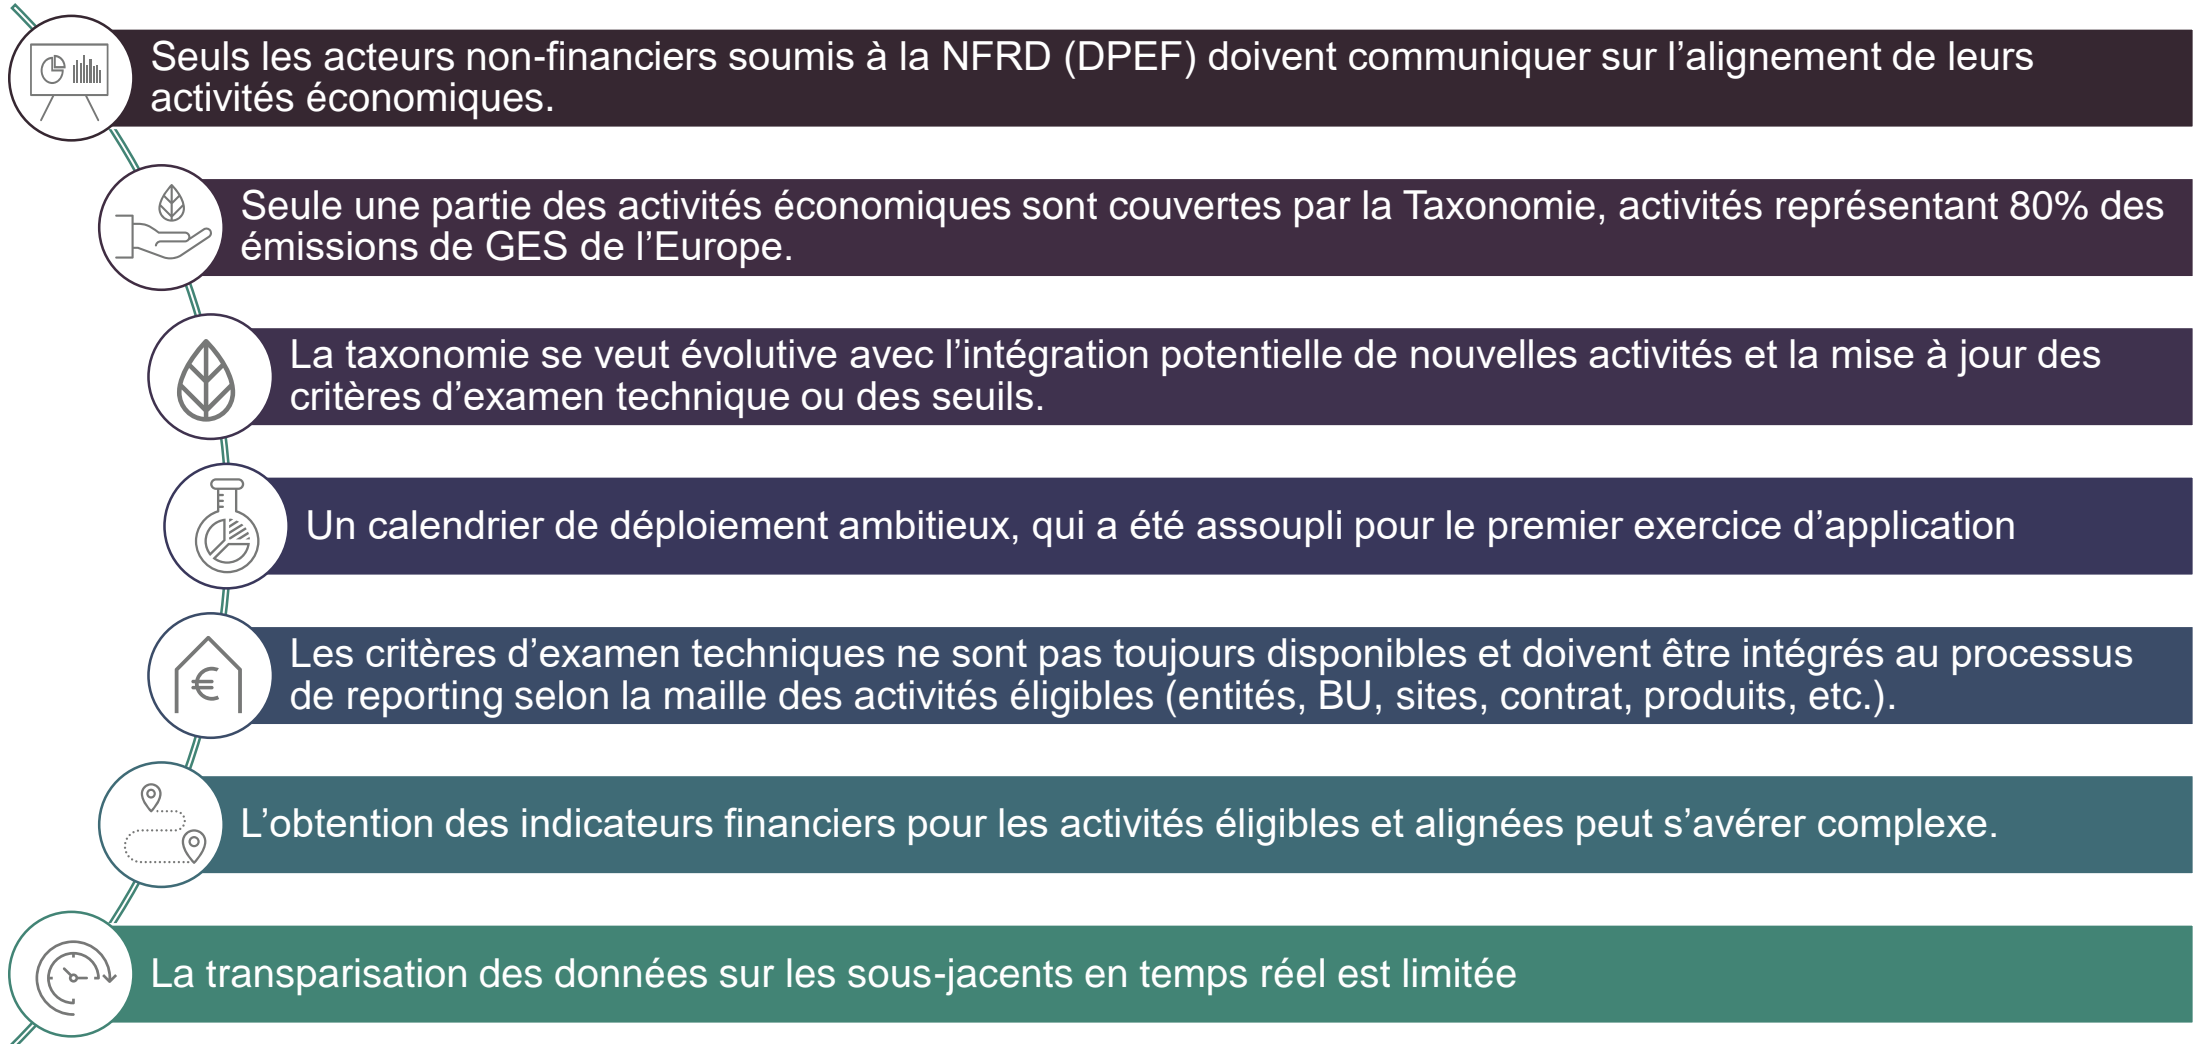 Seuls les acteurs non-financiers soumis à la NFRD (DPEF) doivent communiquer sur l’alignement de leurs
activités économiques.
Seule une partie des activités économiques sont couvertes par la Taxonomie, activités représentant 80% des
émissions de GES de l’Europe.
La taxonomie se veut évolutive avec l’intégration potentielle de nouvelles activités et la mise à jour des
critères d’examen technique ou des seuils.
Un calendrier de déploiement ambitieux, qui a été assoupli pour le premier exercice d’application
Les critères d’examen techniques ne sont pas toujours disponibles et doivent être intégrés au processus
de reporting selon la maille des activités éligibles (entités, BU, sites, contrat, produits, etc.).
L’obtention des indicateurs financiers pour les activités éligibles et alignées peut s’avérer complexe.
La transparisation des données sur les sous-jacents en temps réel est limitée